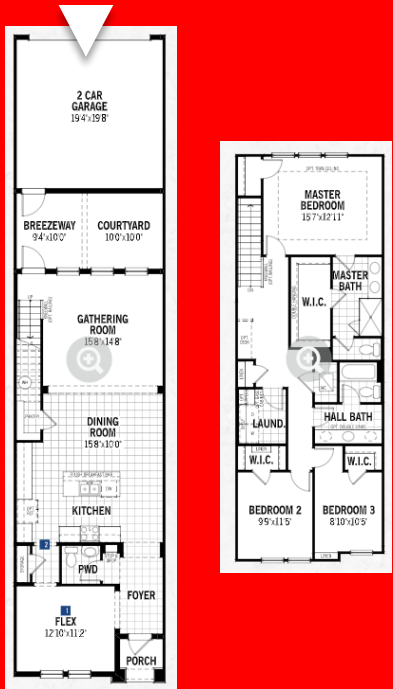 2 CAR
GARAGE
19'4"x19'8"
BREEZEWAY
9'4"x10'0"
COURTYARD
10'0"x10'0"
GATHERING
ROOM
15'8"x14'8"
DINING
ROOM
15'8"x10'0"
KITCHEN
2
PWD
FOYER
1
FLEX
12'10"x11'2"
PORCH
MASTER
BEDROOM
15'7"x12'11"
MASTER
BATH
W.I.C.
LAUND.
HALL BATH
W.I.C.
W.I.C.
BEDROOM 2
9'9"x11'5"
BEDROOM 3
8'10"x10'5"